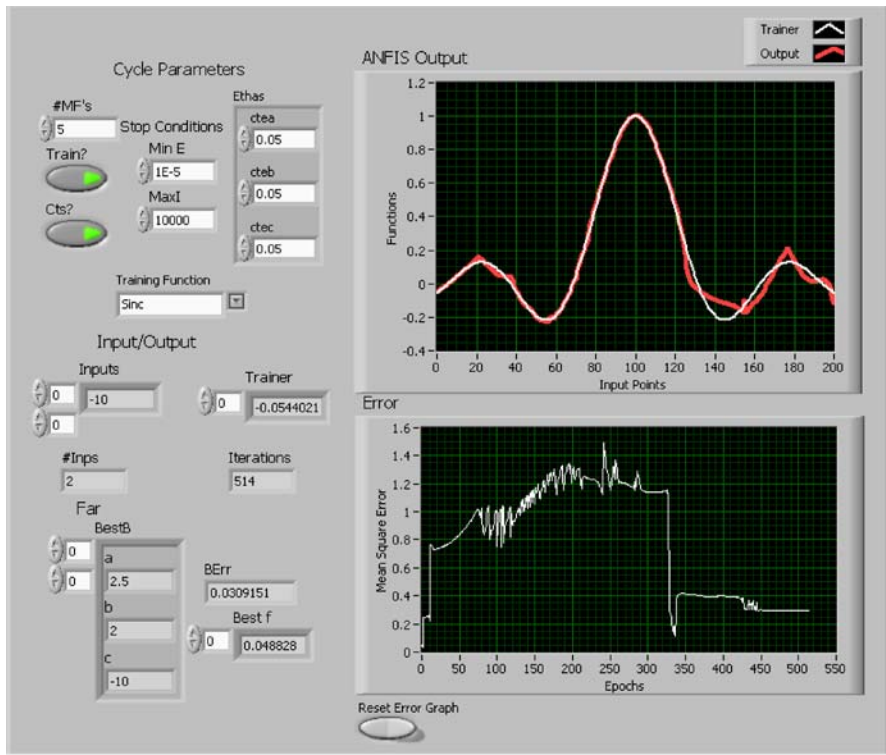 Trainer
Output
ANFIS Output
1.2
1
0.8
0.6
0.4
0.2
0
-0.2
-0.4
Functions
0 20 40 60 80 100 120 140 160 180 200
Input Points
Cycle Parameters
#MF's
5
Stop Conditions
Train?
Min E
1E-5
Cts?
MaxI
10000
Ethas
ctea
0.05
cteb
0.05
ctec
0.05
Training Function
Sinc
Input/Output
Inputs
0
-10
0
Trainer
0
-0.0544021
#Inps
2
Iterations
514
Far
BestB
0
0
a
2.5
b
2
c
-10
BErr
0.0309151
Best f
0
0.048828
Error
1.6
1.4
1.2
1
0.8
0.6
0.4
0.2
0
Mean Square Error
0 50 100 150 200 250 300 350 400 450 500 550
Epochs
Reset Error Graph